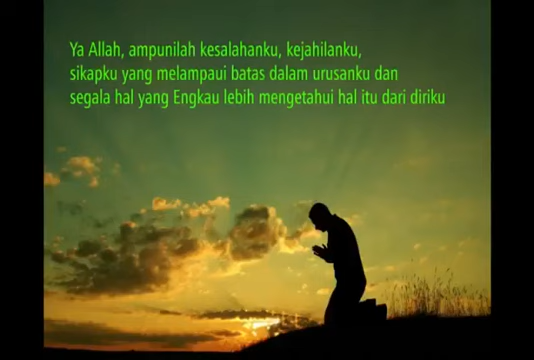 Ya Allah, ampunilah kesalahanku, kejahilanku,
sikapku yang melampaui batas dalam urusanku dan
segala hal yang Engkau lebih mengetahui hal itu dari diriku